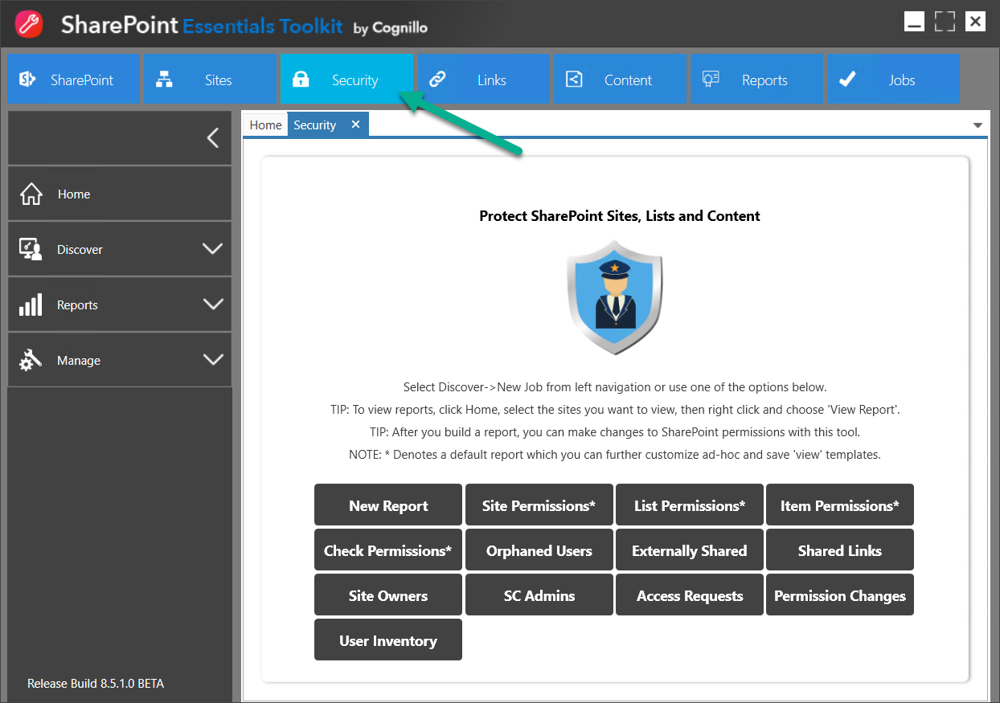 SharePoint Essentials Toolkit by Cognillo
SharePoint Sites Security Links Content Reports Jobs
Home Security
Home
Discover
Reports
Manage
Release Build 8.5.1.0 BETA
Protect SharePoint Sites, Lists and Content
Select Discover->New Job from left navigation or use one of the options below.
TIP: To view reports, click Home, select the sites you want to view, then right click and choose 'View Report'.
TIP: After you build a report, you can make changes to SharePoint permissions with this tool.
NOTE: * Denotes a default report which you can further customize ad-hoc and save 'view' templates.
New Report Site Permissions* List Permissions* Item Permissions*
Check Permissions* Orphaned Users Externally Shared Shared Links
Site Owners SC Admins Access Requests Permission Changes
User Inventory